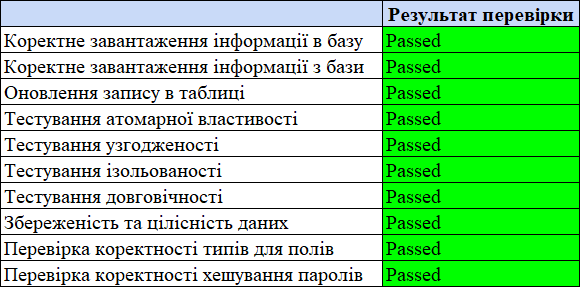 Результат перевірки
Коректне завантаження інформації в базу Passed
Коректне завантаження інформації з бази Passed
Оновлення запису в таблиці Passed
Тестування атомарної властивості Passed
Тестування узгодженості Passed
Тестування ізольованості Passed
Тестування довговічності Passed
Збереженість та цілісність даних Passed
Перевірка коректності типів для полів Passed
Перевірка коректності хешування паролів Passed